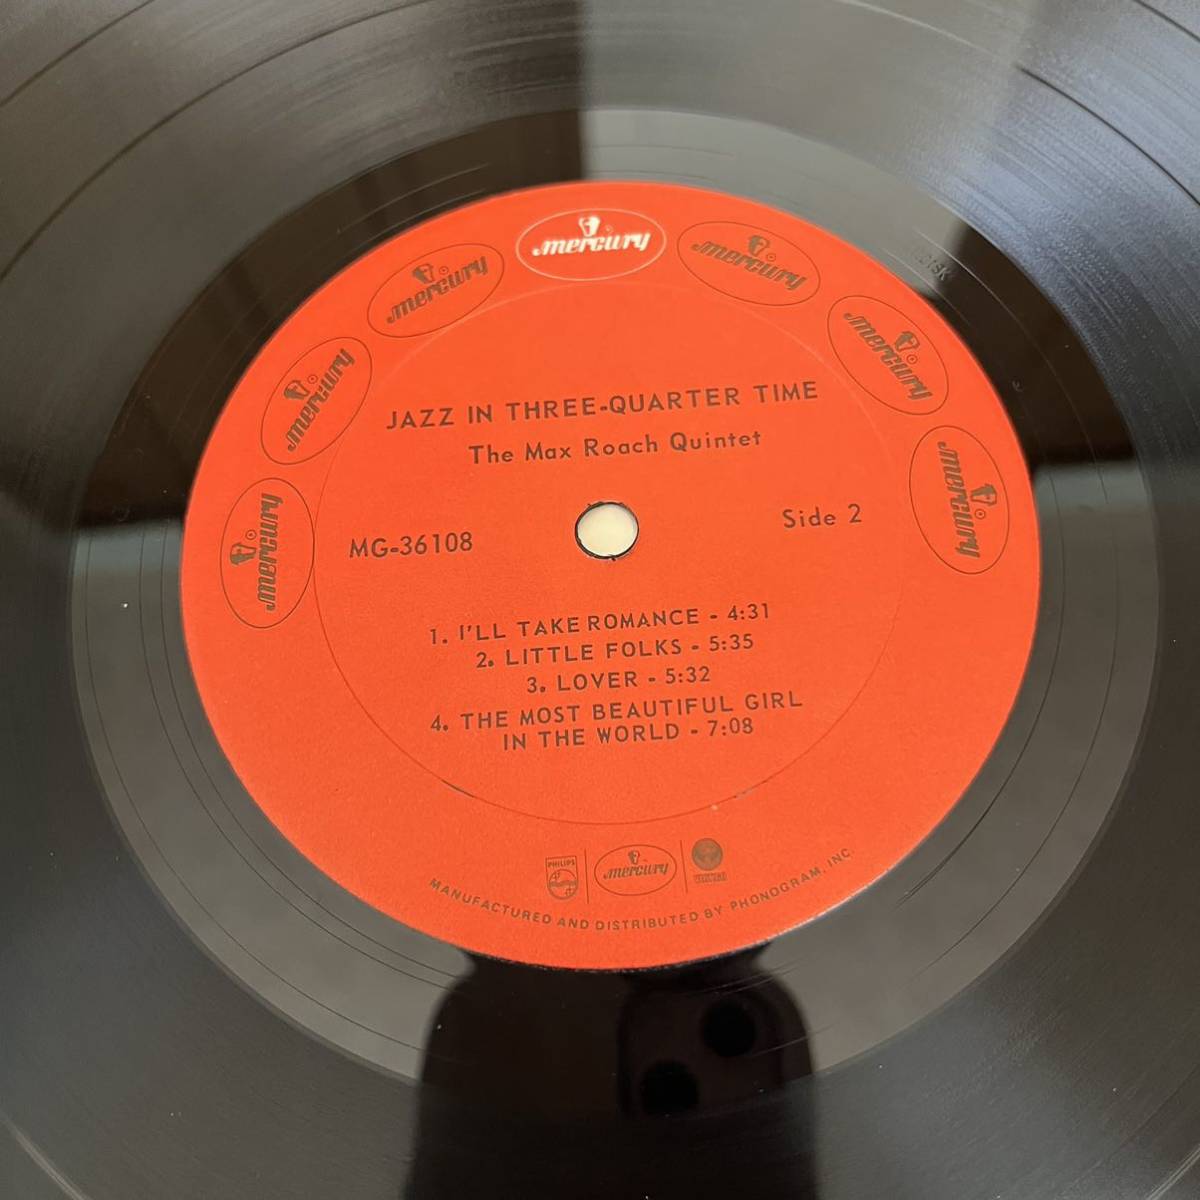 mercury
mercury
mercury
mercury
mercury
mercury
mercury
JAZZ IN THREE-QUARTER TIME
The Max Roach Quintet
MG-36108
Side 2
1. I'LL TAKE ROMANCE - 4:31
2. LITTLE FOLKS - 5:35
3. LOVER - 5:32
4. THE MOST BEAUTIFUL GIRL
IN THE WORLD - 7:08
PHILIPS
mercury
VERTIGO
MANUFACTURED AND DISTRIBUTED BY PHONOGRAM, INC.